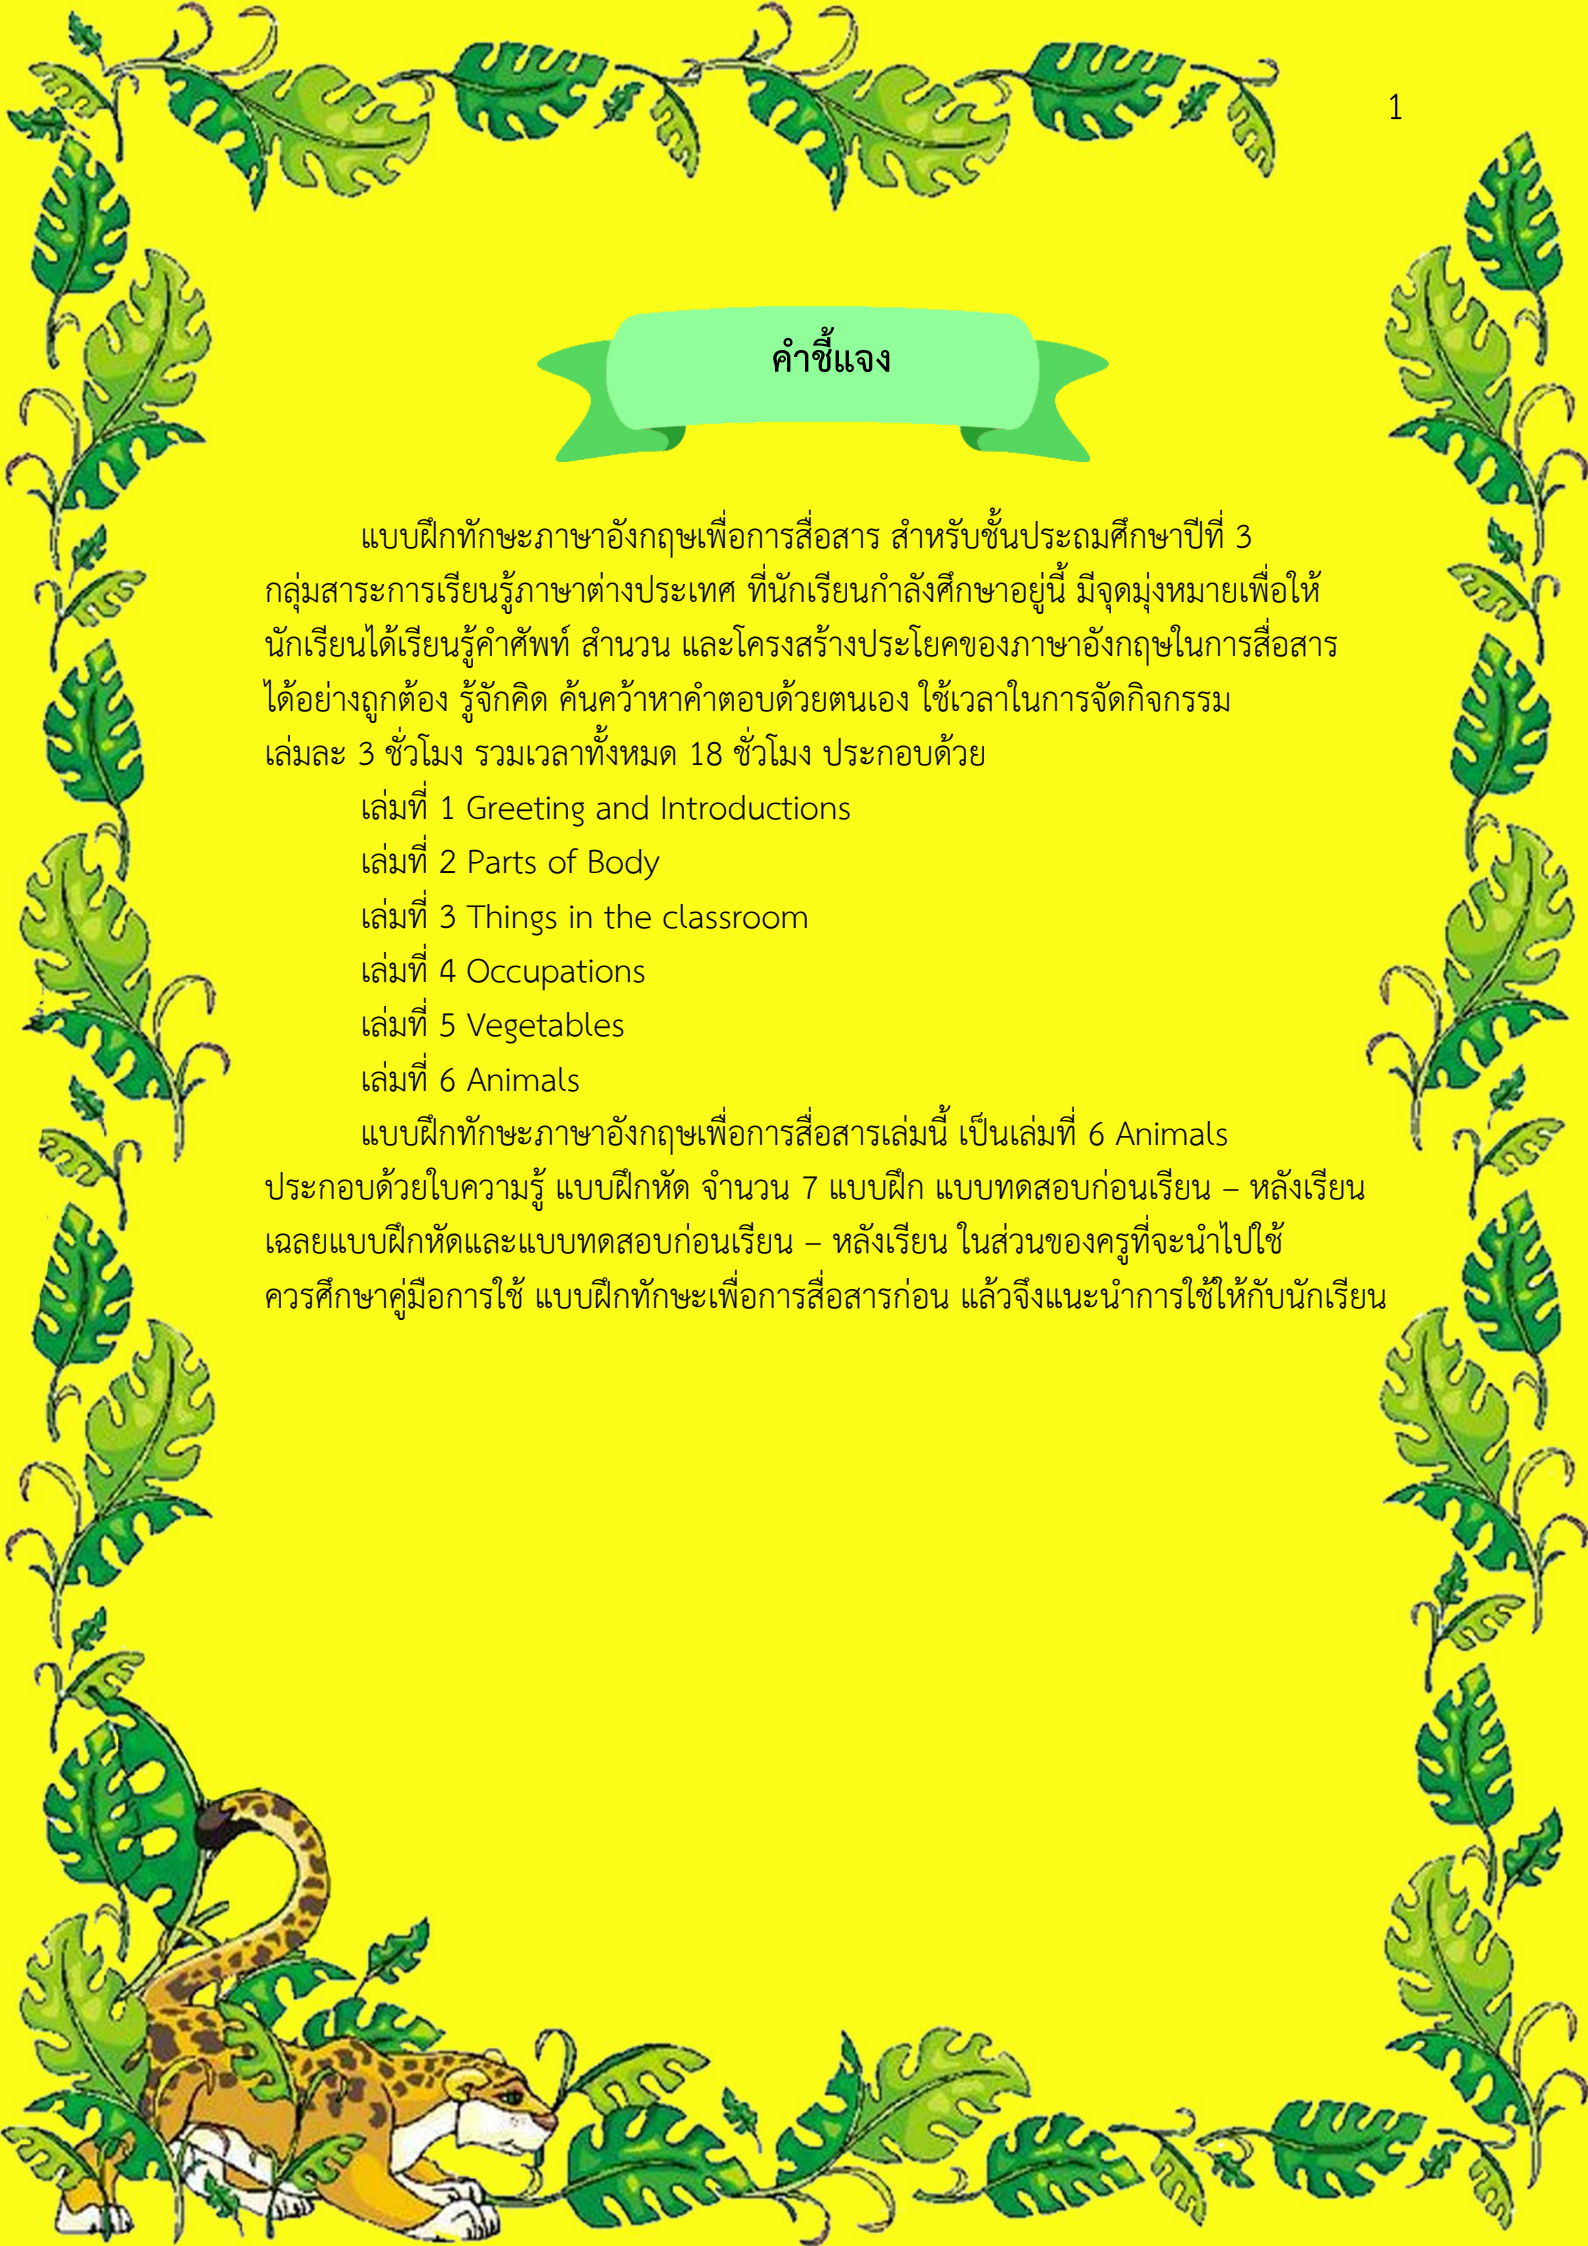 1
คำชี้แจง
แบบฝึกทักษะภาษาอังกฤษเพื่อการสื่อสาร สำหรับชั้นประถมศึกษาปีที่ 3
กลุ่มสาระการเรียนรู้ภาษาต่างประเทศ ที่นักเรียนกำลังศึกษาอยู่นี้ มีจุดมุ่งหมายเพื่อให้
นักเรียนได้เรียนรู้คำศัพท์ สำนวน และโครงสร้างประโยคของภาษาอังกฤษในการสื่อสาร
ได้อย่างถูกต้อง รู้จักคิด ค้นคว้าหาคำตอบด้วยตนเอง ใช้เวลาในการจัดกิจกรรม
เล่มละ 3 ชั่วโมง รวมเวลาทั้งหมด 18 ชั่วโมง ประกอบด้วย
เล่มที่ 1 Greeting and Introductions
เล่มที่ 2 Parts of Body
เล่มที่ 3 Things in the classroom
เล่มที่ 4 Occupations
เล่มที่ 5 Vegetables
เล่มที่ 6 Animals
แบบฝึกทักษะภาษาอังกฤษเพื่อการสื่อสารเล่มนี้ เป็นเล่มที่ 6 Animals
ประกอบด้วยใบความรู้ แบบฝึกหัด จำนวน 7 แบบฝึก แบบทดสอบก่อนเรียน – หลังเรียน
เฉลยแบบฝึกหัดและแบบทดสอบก่อนเรียน – หลังเรียน ในส่วนของครูที่จะนำไปใช้
ควรศึกษาคู่มือการใช้ แบบฝึกทักษะเพื่อการสื่อสารก่อน แล้วจึงแนะนำการใช้ให้กับนักเรียน